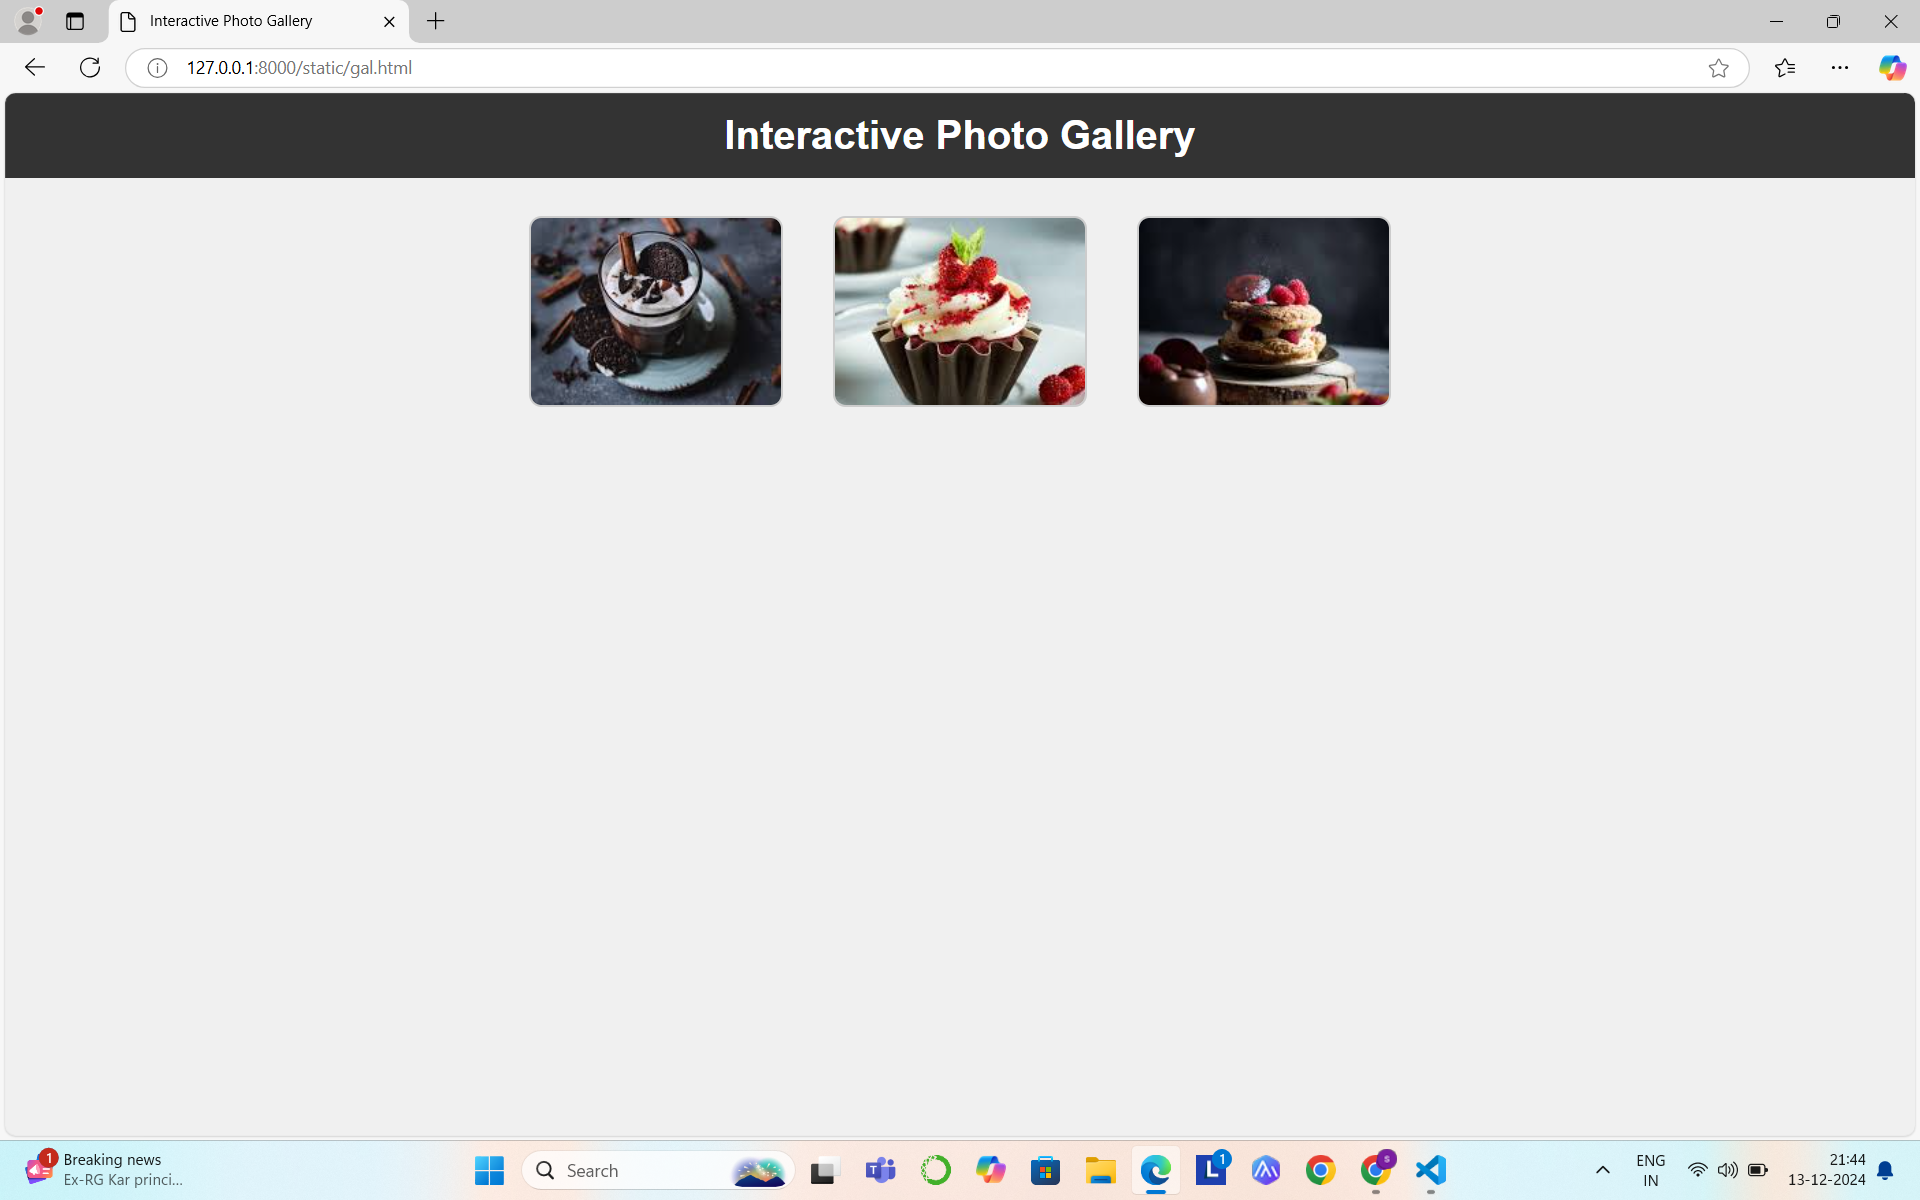 Interactive Photo Gallery
127.0.0.1:8000/static/gal.html
Interactive Photo Gallery
1
Breaking news
Ex-RG Kar princi...
Search
T
L
1
s
ENG
IN
21:44
13-12-2024